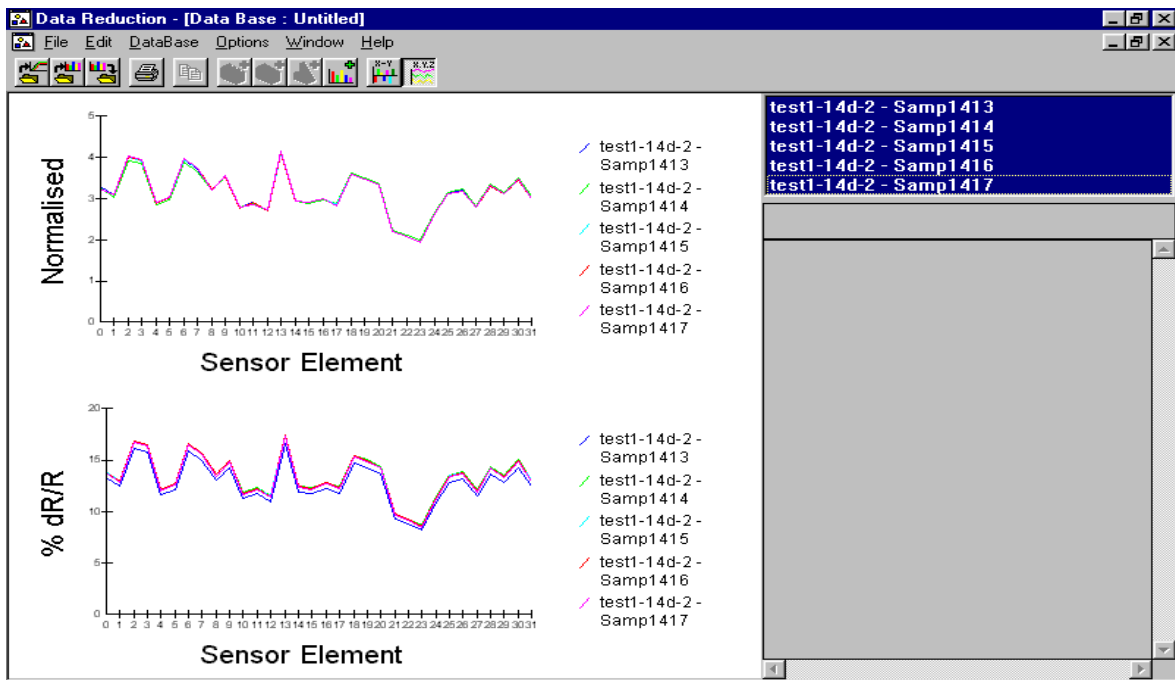 Data Reduction - [Data Base : Untitled]
File Edit DataBase Options Window Help
X-Y X,Y,Z
Normalised
5
4
3
2
1
0
0 1 2 3 4 5 6 7 8 9 10 11 12 13 14 15 16 17 18 19 20 21 22 23 24 25 26 27 28 29 30 31
Sensor Element
test1-14d-2 -
Samp1413
test1-14d-2 -
Samp1414
test1-14d-2 -
Samp1415
test1-14d-2 -
Samp1416
test1-14d-2 -
Samp1417
% dR/R
20
15
10
5
0
0 1 2 3 4 5 6 7 8 9 10 11 12 13 14 15 16 17 18 19 20 21 22 23 24 25 26 27 28 29 30 31
Sensor Element
test1-14d-2 -
Samp1413
test1-14d-2 -
Samp1414
test1-14d-2 -
Samp1415
test1-14d-2 -
Samp1416
test1-14d-2 -
Samp1417
test1-14d-2 - Samp1413
test1-14d-2 - Samp1414
test1-14d-2 - Samp1415
test1-14d-2 - Samp1416
test1-14d-2 - Samp1417